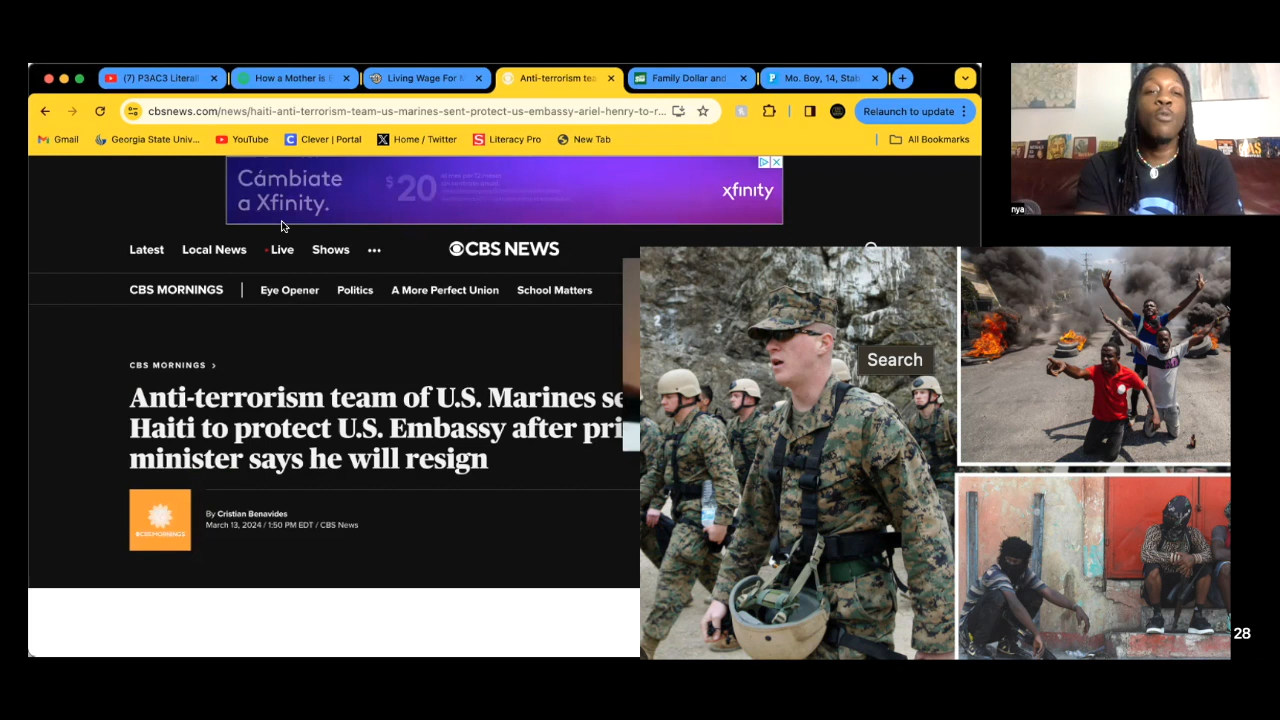 (7) P3AC3 Literall
How a Mother is B
Living Wage For M
Anti-terrorism tea
Family Dollar and
Mo. Boy, 14, Stab
cbsnews.com/news/haiti-anti-terrorism-team-us-marines-sent-protect-us-embassy-ariel-henry-to-r...
Relaunch to update
Gmail
Georgia State Univ...
YouTube
Clever | Portal
Home / Twitter
Literacy Pro
New Tab
All Bookmarks
Cámbiate
a Xfinity.
$20
xfinity
nya
Latest
Local News
Live
Shows
CBS NEWS
CBS MORNINGS
Eye Opener
Politics
A More Perfect Union
School Matters
Search
CBS MORNINGS
Anti-terrorism team of U.S. Marines se
Haiti to protect U.S. Embassy after pri
minister says he will resign
CBS MORNINGS
By Cristian Benavides
March 13, 2024 / 1:50 PM EDT / CBS News
28